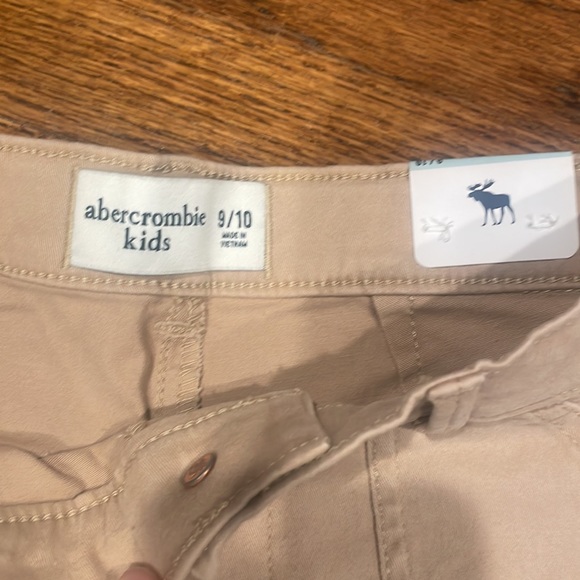 abercrombie
kids
9/10
MADE IN
VIETNAM